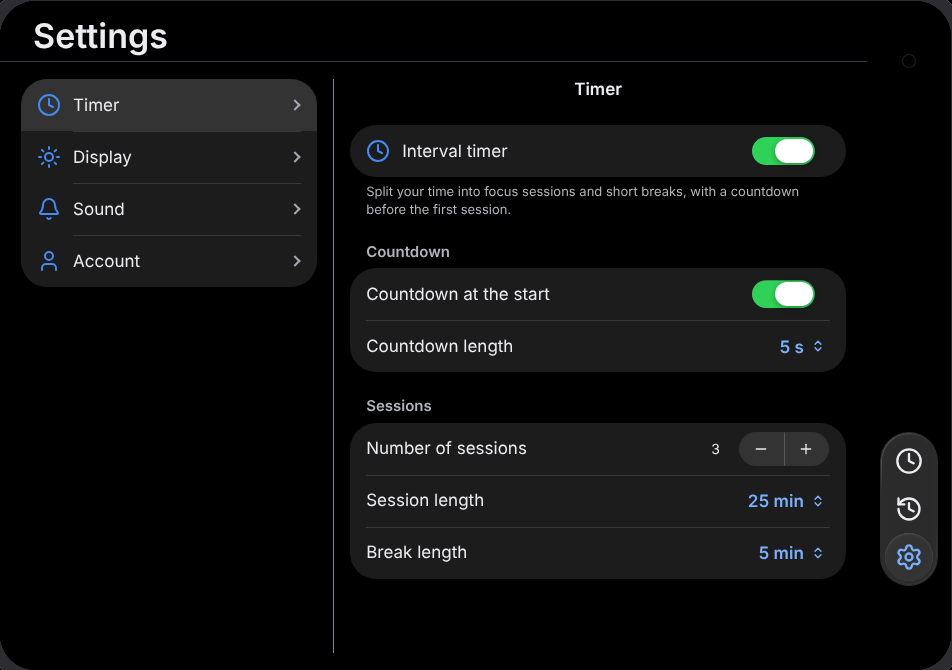 Settings
Timer
Display
Sound
Account
Timer
Interval timer
Split your time into focus sessions and short breaks, with a countdown
before the first session.
Countdown
Countdown at the start
Countdown length 5 s
Sessions
Number of sessions 3 − +
Session length 25 min
Break length 5 min